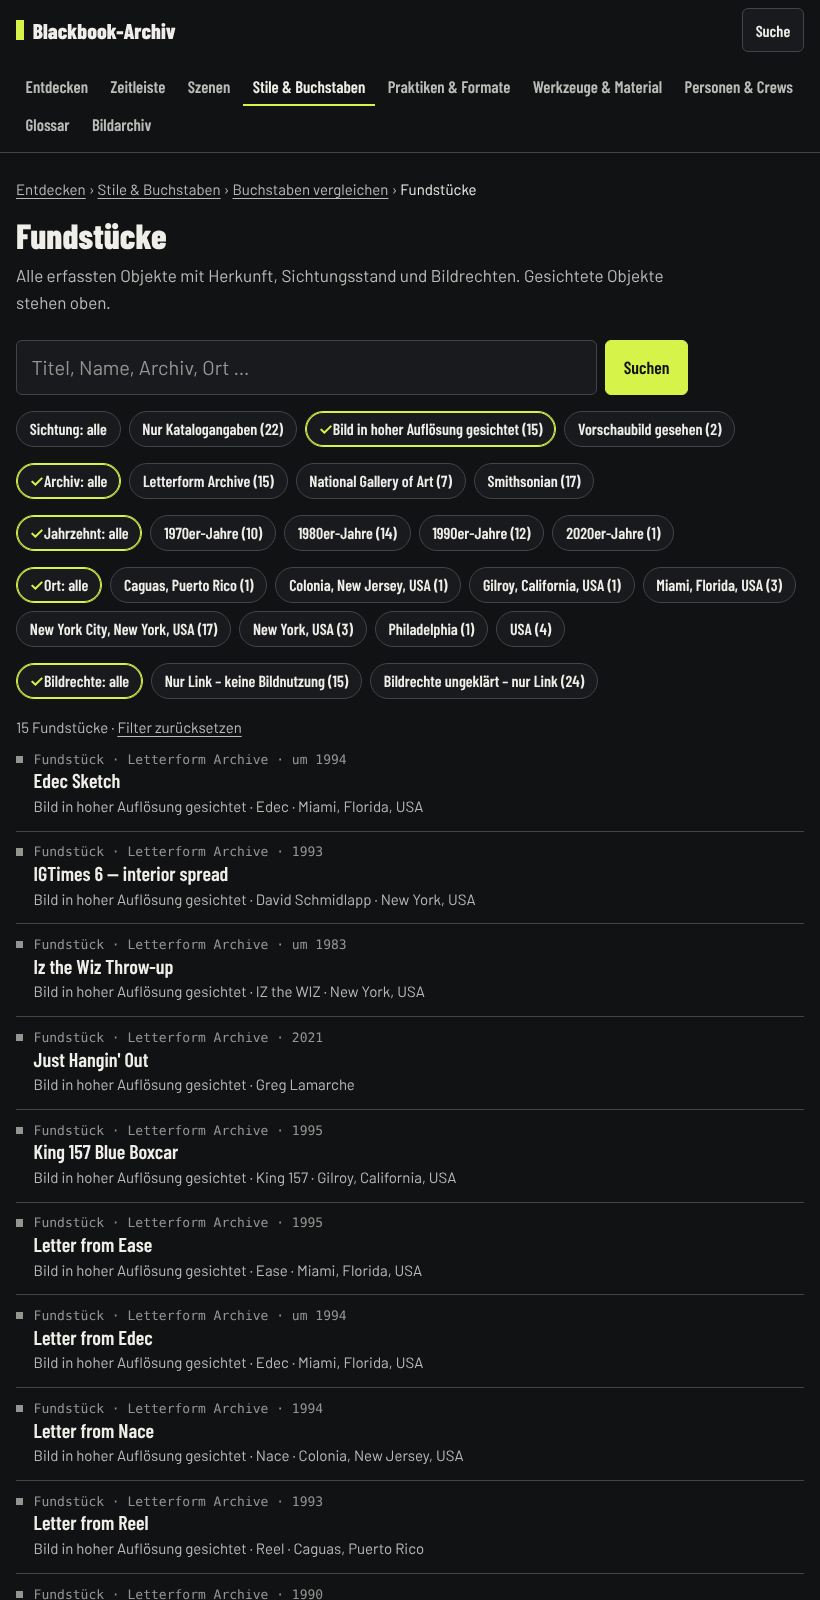 Blackbook-Archiv
Suche
Entdecken Zeitleiste Szenen Stile & Buchstaben Praktiken & Formate Werkzeuge & Material Personen & Crews
Glossar Bildarchiv
Entdecken › Stile & Buchstaben › Buchstaben vergleichen › Fundstücke
Fundstücke
Alle erfassten Objekte mit Herkunft, Sichtungsstand und Bildrechten. Gesichtete Objekte
stehen oben.
Titel, Name, Archiv, Ort ...
Suchen
Sichtung: alle Nur Katalogangaben (22) ✓Bild in hoher Auflösung gesichtet (15) Vorschaubild gesehen (2)
✓Archiv: alle Letterform Archive (15) National Gallery of Art (7) Smithsonian (17)
✓Jahrzehnt: alle 1970er-Jahre (10) 1980er-Jahre (14) 1990er-Jahre (12) 2020er-Jahre (1)
✓Ort: alle Caguas, Puerto Rico (1) Colonia, New Jersey, USA (1) Gilroy, California, USA (1) Miami, Florida, USA (3)
New York City, New York, USA (17) New York, USA (3) Philadelphia (1) USA (4)
✓Bildrechte: alle Nur Link – keine Bildnutzung (15) Bildrechte ungeklärt – nur Link (24)
15 Fundstücke · Filter zurücksetzen
Fundstück · Letterform Archive · um 1994
Edec Sketch
Bild in hoher Auflösung gesichtet · Edec · Miami, Florida, USA
Fundstück · Letterform Archive · 1993
IGTimes 6 — interior spread
Bild in hoher Auflösung gesichtet · David Schmidlapp · New York, USA
Fundstück · Letterform Archive · um 1983
Iz the Wiz Throw-up
Bild in hoher Auflösung gesichtet · IZ the WIZ · New York, USA
Fundstück · Letterform Archive · 2021
Just Hangin' Out
Bild in hoher Auflösung gesichtet · Greg Lamarche
Fundstück · Letterform Archive · 1995
King 157 Blue Boxcar
Bild in hoher Auflösung gesichtet · King 157 · Gilroy, California, USA
Fundstück · Letterform Archive · 1995
Letter from Ease
Bild in hoher Auflösung gesichtet · Ease · Miami, Florida, USA
Fundstück · Letterform Archive · um 1994
Letter from Edec
Bild in hoher Auflösung gesichtet · Edec · Miami, Florida, USA
Fundstück · Letterform Archive · 1994
Letter from Nace
Bild in hoher Auflösung gesichtet · Nace · Colonia, New Jersey, USA
Fundstück · Letterform Archive · 1993
Letter from Reel
Bild in hoher Auflösung gesichtet · Reel · Caguas, Puerto Rico
Fundstück · Letterform Archive · 1990